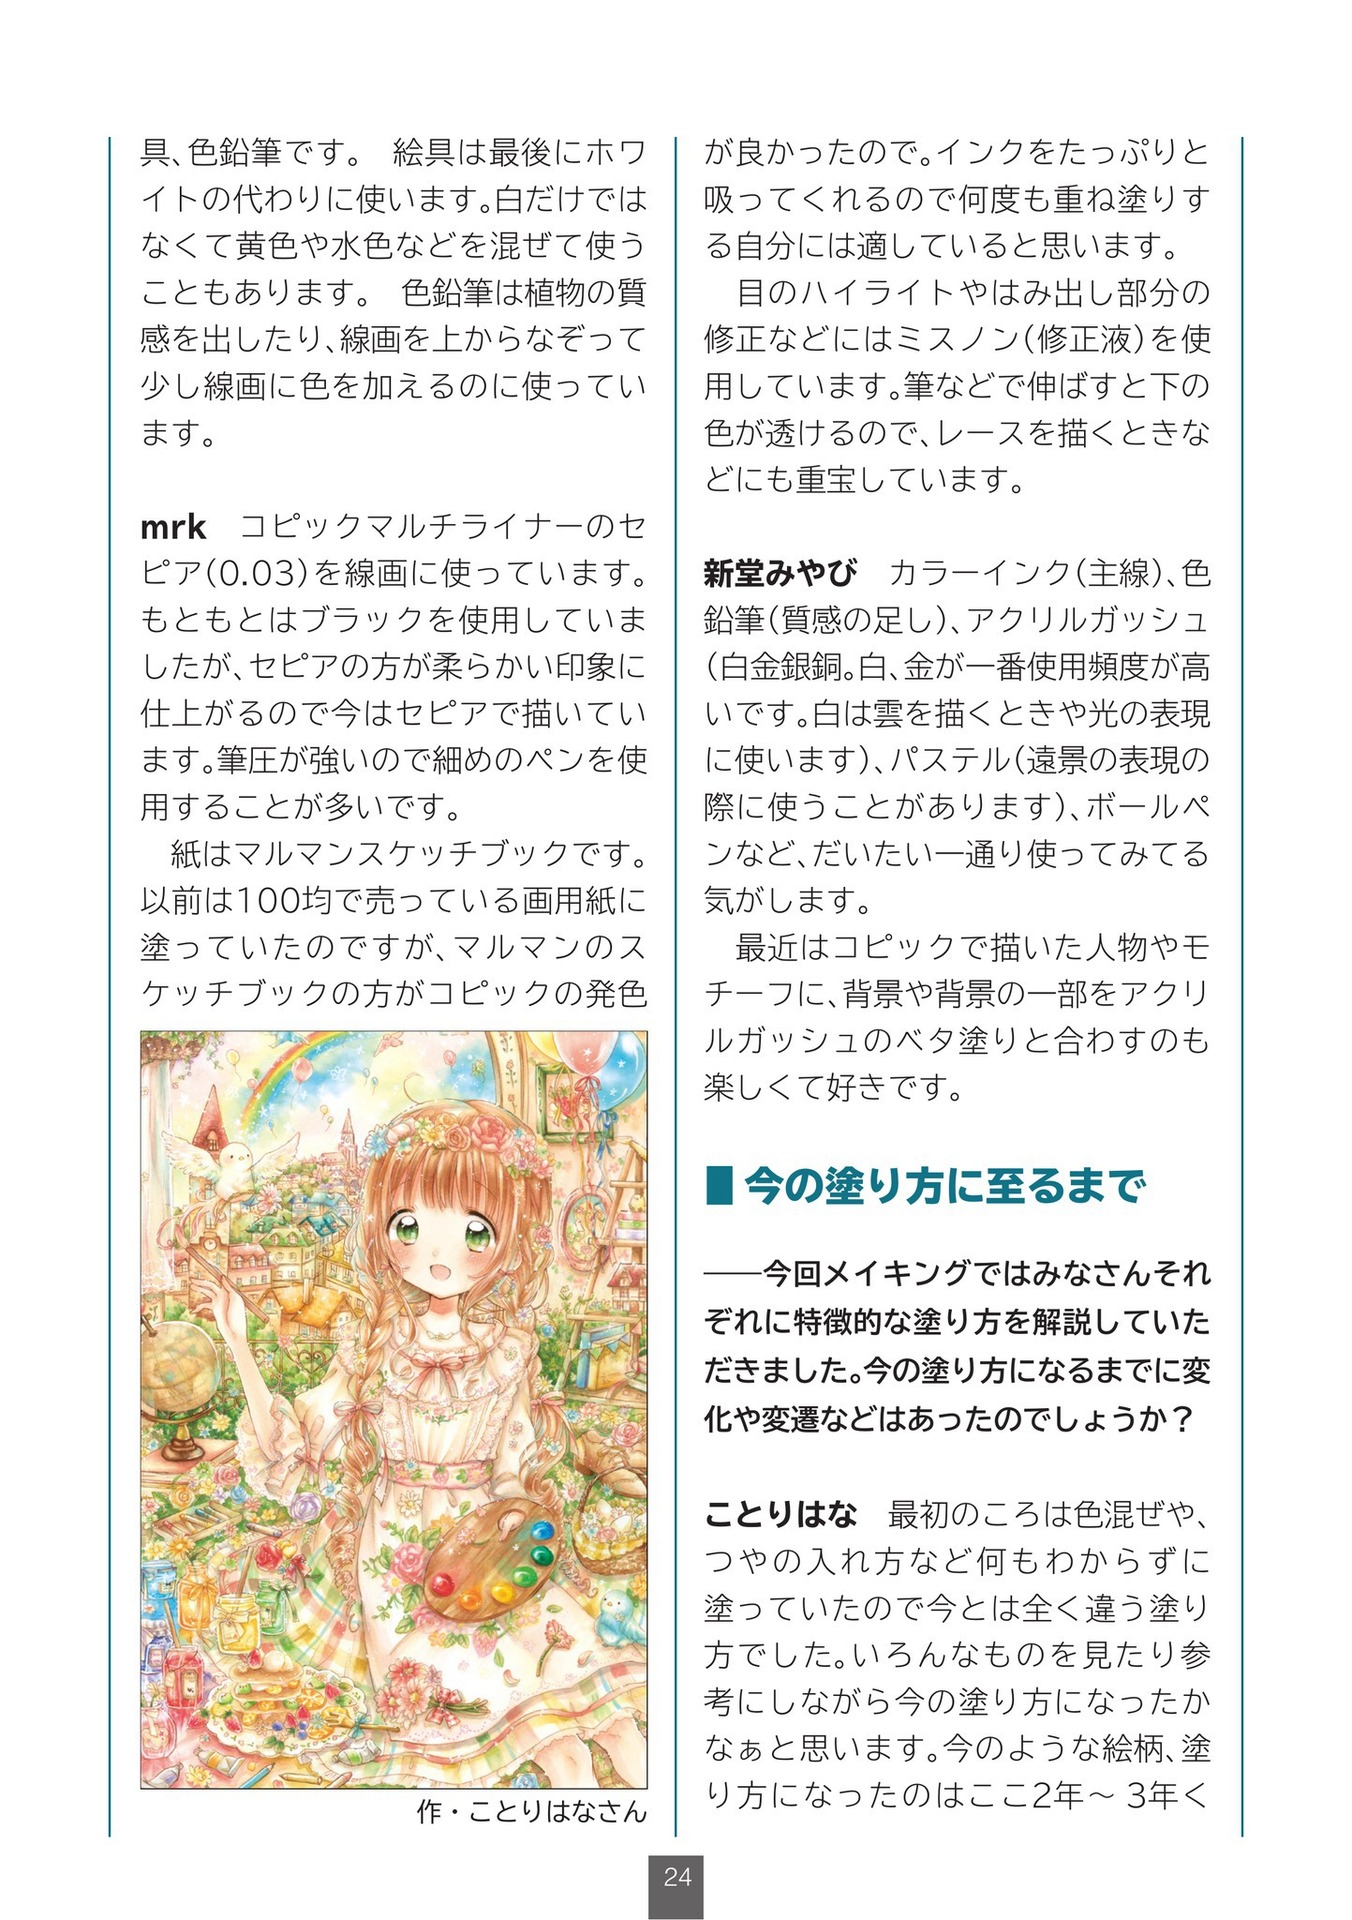 具、色鉛筆です。　絵具は最後にホワ
イトの代わりに使います。白だけでは
なくて黄色や水色などを混ぜて使う
こともあります。　色鉛筆は植物の質
感を出したり、線画を上からなぞって
少し線画に色を加えるのに使ってい
ます。
mrk　コピックマルチライナーのセ
ピア（0.03）を線画に使っています。
もともとはブラックを使用していま
したが、セピアの方が柔らかい印象に
仕上がるので今はセピアで描いてい
ます。筆圧が強いので細めのペンを使
用することが多いです。
　紙はマルマンスケッチブックです。
以前は100均で売っている画用紙に
塗っていたのですが、マルマンのス
ケッチブックの方がコピックの発色
作・ことりはなさん
が良かったので。インクをたっぷりと
吸ってくれるので何度も重ね塗りす
る自分には適していると思います。
　目のハイライトやはみ出し部分の
修正などにはミスノン（修正液）を使
用しています。筆などで伸ばすと下の
色が透けるので、レースを描くときな
どにも重宝しています。
新堂みやび　カラーインク（主線）、色
鉛筆（質感の足し）、アクリルガッシュ
（白金銀銅。白、金が一番使用頻度が高
いです。白は雲を描くときや光の表現
に使います）、パステル（遠景の表現の
際に使うことがあります）、ボールペ
ンなど、だいたい一通り使ってみてる
気がします。
　最近はコピックで描いた人物やモ
チーフに、背景や背景の一部をアクリ
ルガッシュのベタ塗りと合わすのも
楽しくて好きです。
■今の塗り方に至るまで
――今回メイキングではみなさんそれ
ぞれに特徴的な塗り方を解説していた
だきました。今の塗り方になるまでに変
化や変遷などはあったのでしょうか？
ことりはな　最初のころは色混ぜや、
つやの入れ方など何もわからずに
塗っていたので今とは全く違う塗り
方でした。いろんなものを見たり参
考にしながら今の塗り方になったか
なぁと思います。今のような絵柄、塗
り方になったのはここ2年～ 3年く
24